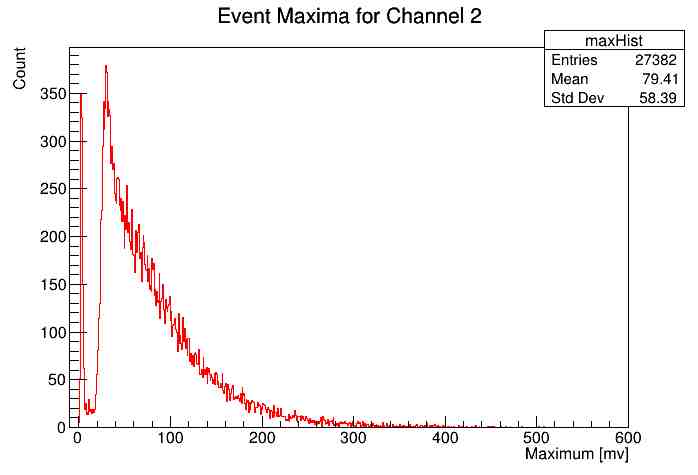 Event Maxima for Channel 2
maxHist
Entries 27382
Mean 79.41
Std Dev 58.39
Count
350
300
250
200
150
100
50
0
0 100 200 300 400 500 600
Maximum [mv]